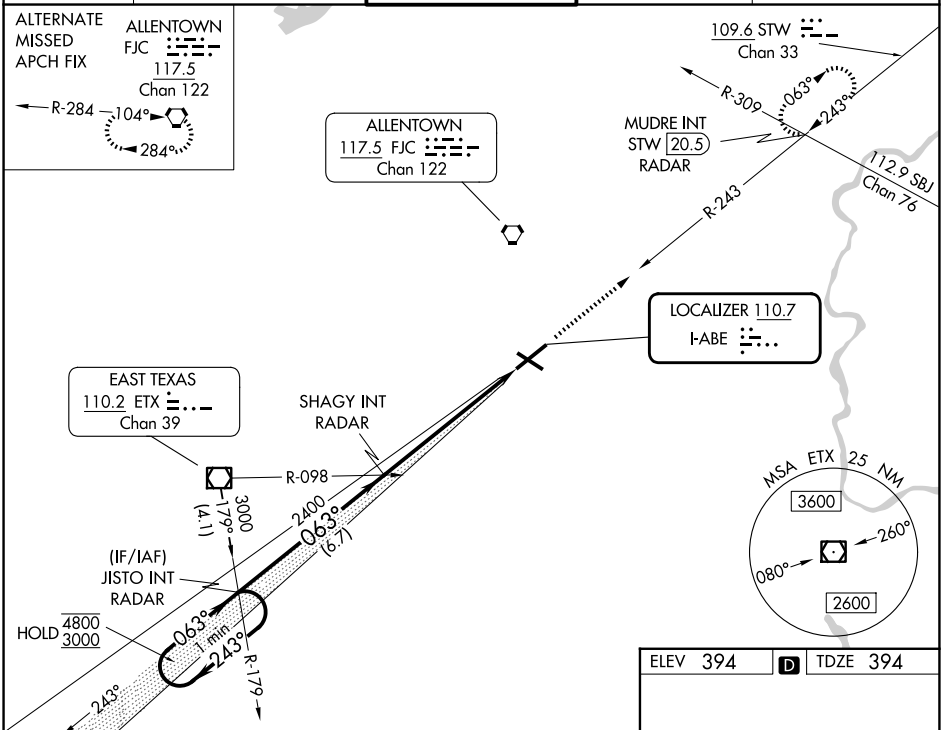 ALTERNATE
MISSED
APCH FIX
ALLENTOWN
FJC
117.5
Chan 122
R-284
104°
284°
ALLENTOWN
117.5 FJC
Chan 122
109.6 STW
Chan 33
R-309
063°
243°
MUDRE INT
STW 20.5
RADAR
112.9 SBJ
Chan 76
R-243
LOCALIZER 110.7
I-ABE
EAST TEXAS
110.2 ETX
Chan 39
SHAGY INT
RADAR
R-098
3000
179°
(4.1)
2400
063°
(6.7)
(IF/IAF)
JISTO INT
RADAR
HOLD 4800
3000
063°
1 min
243°
R-179
243°
MSA ETX 25 NM
3600
260°
080°
2600
ELEV 394 D TDZE 394